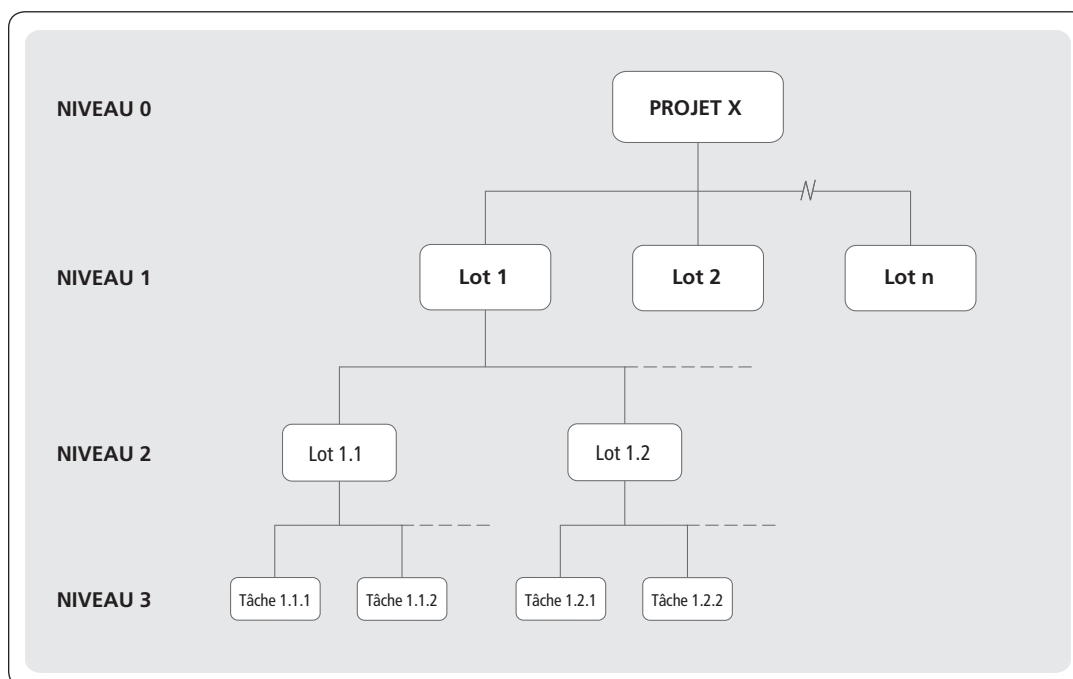 NIVEAU 0
PROJET X
NIVEAU 1
Lot 1
Lot 2
Lot n
NIVEAU 2
Lot 1.1
Lot 1.2
NIVEAU 3
Tâche 1.1.1
Tâche 1.1.2
Tâche 1.2.1
Tâche 1.2.2